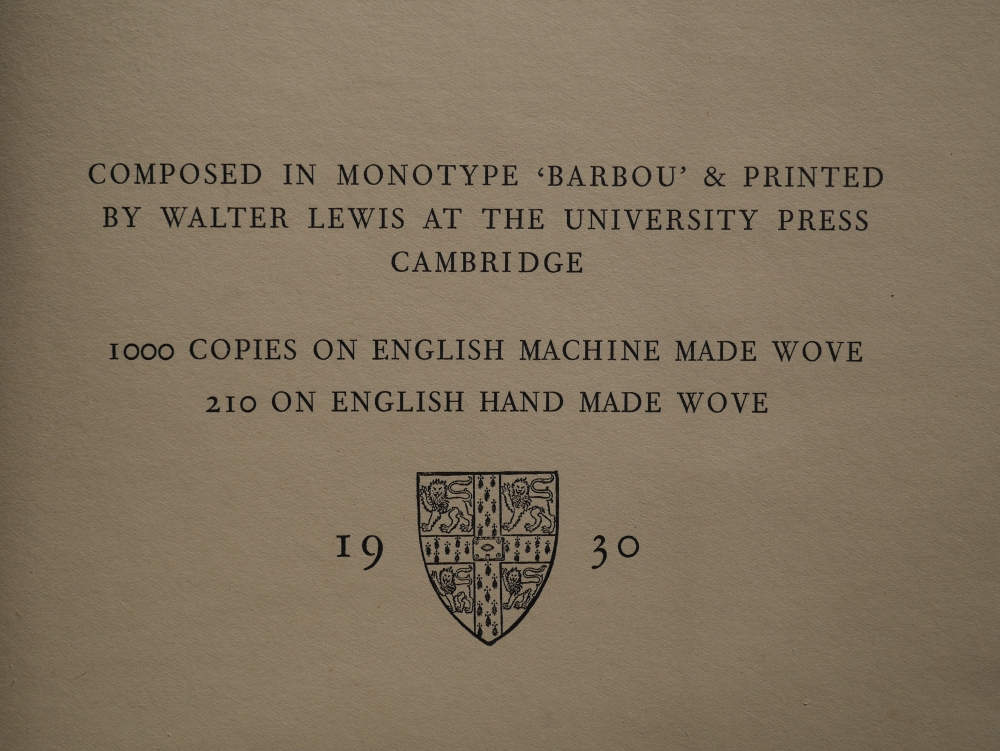 COMPOSED IN MONOTYPE ‘BARBOU’ & PRINTED
BY WALTER LEWIS AT THE UNIVERSITY PRESS
CAMBRIDGE
1000 COPIES ON ENGLISH MACHINE MADE WOVE
210 ON ENGLISH HAND MADE WOVE
19 30